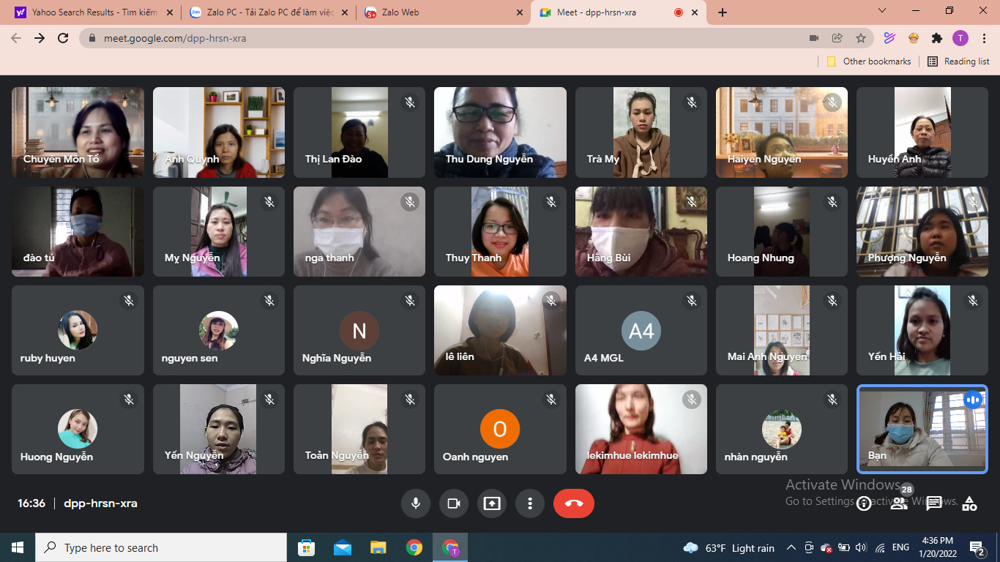 Yahoo Search Results - Tìm kiếm
Zalo PC - Tải Zalo PC để làm việc
Zalo Web
Meet - dpp-hrsn-xra
meet.google.com/dpp-hrsn-xra
T
Other bookmarks
Reading list
Chuyên Môn Tổ
Anh Quynh
Thị Lan Đào
Thu Dung Nguyễn
Trà My
Haiyen Nguyen
Huyền Anh
đào tú
Mỵ Nguyễn
nga thanh
Thuy Thanh
Hằng Bùi
Hoang Nhung
Phượng Nguyễn
ruby huyen
nguyen sen
N
Nghĩa Nguyễn
lê liên
A4
A4 MGL
Mai Anh Nguyen
Yến Hải
Huong Nguyễn
Yến Nguyễn
Toản Nguyễn
O
Oanh nguyen
lekimhue lekimhue
nhàn nguyễn
Bạn
16:36 | dpp-hrsn-xra
28
Activate Windows
Go to Settings to activate Windows.
Type here to search
T
63°F Light rain
ENG
4:36 PM
1/20/2022
2